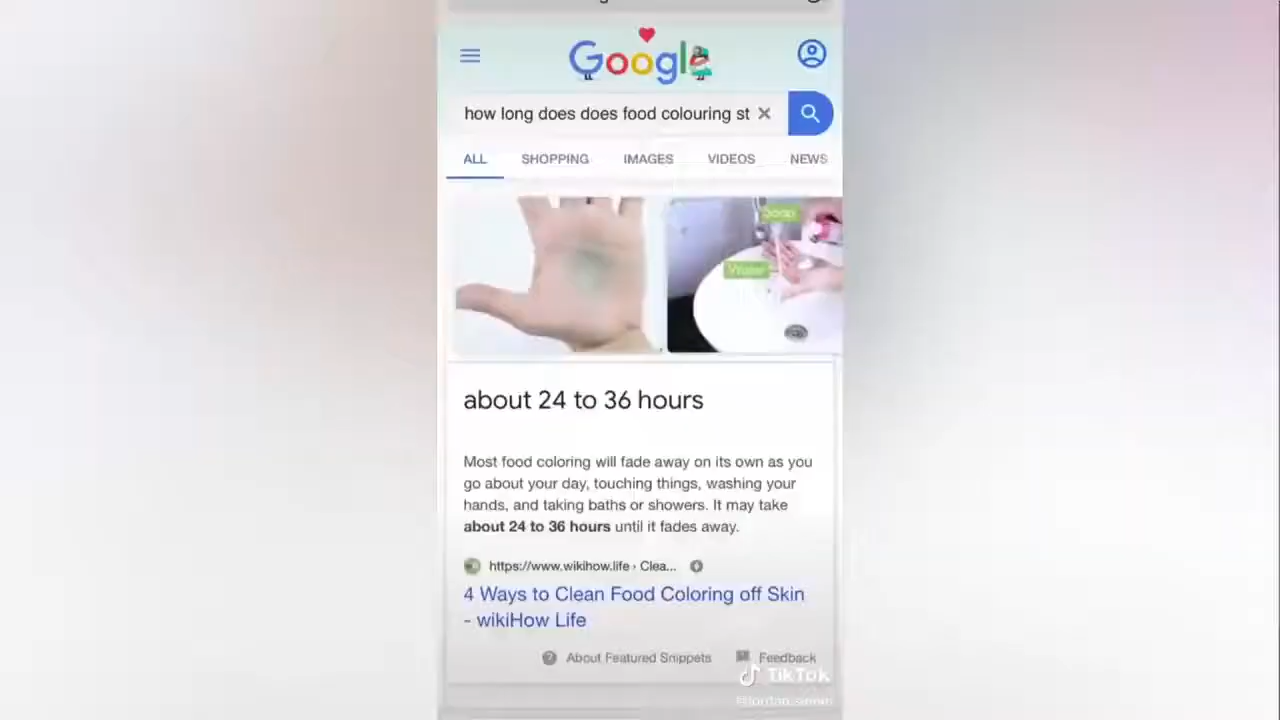 Google
how long does does food colouring st
ALL SHOPPING IMAGES VIDEOS NEWS
Soap
Water
about 24 to 36 hours
Most food coloring will fade away on its own as you
go about your day, touching things, washing your
hands, and taking baths or showers. It may take
about 24 to 36 hours until it fades away.
https://www.wikihow.life › Clea...
4 Ways to Clean Food Coloring off Skin
- wikiHow Life
About Featured Snippets Feedback
TikTok